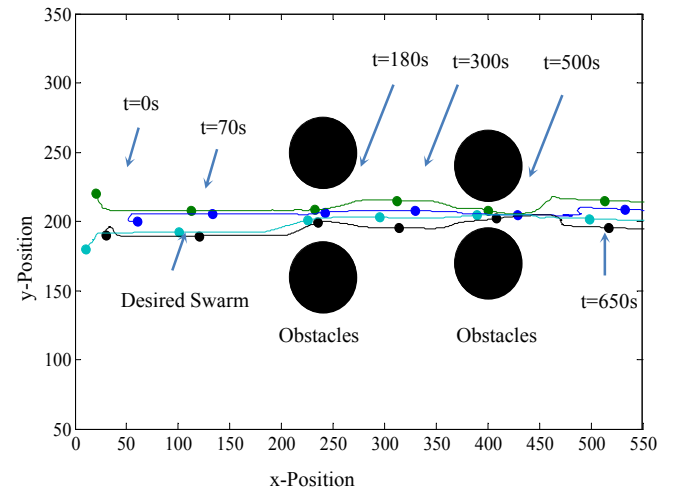 350
300
250
200
150
100
50
y-Position
t=0s
t=70s
t=180s
t=300s
t=500s
Desired Swarm
t=650s
Obstacles
Obstacles
0 50 100 150 200 250 300 350 400 450 500 550
x-Position